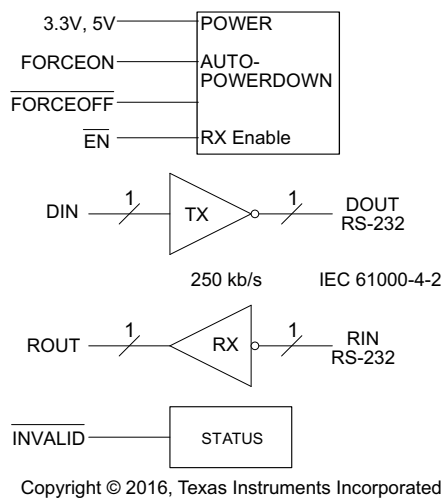 3.3V, 5V POWER
FORCEON AUTO-
POWERDOWN
FORCEOFF
EN RX Enable
DIN 1 TX 1 DOUT
RS-232
250 kb/s IEC 61000-4-2
ROUT 1 RX 1 RIN
RS-232
INVALID STATUS
Copyright © 2016, Texas Instruments Incorporated